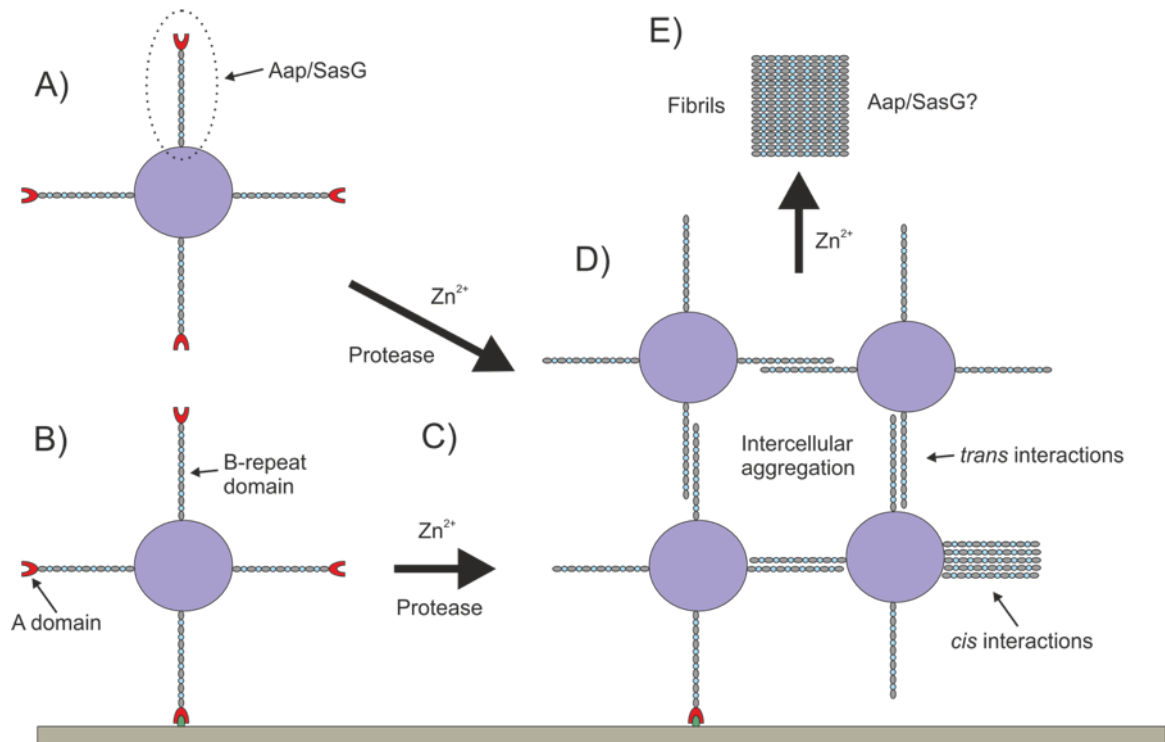 A)
Aap/SasG
B)
B-repeat
domain
A domain
Zn²⁺
Protease
C)
Zn²⁺
Protease
D)
Intercellular
aggregation
trans interactions
cis interactions
Zn²⁺
E)
Fibrils
Aap/SasG?